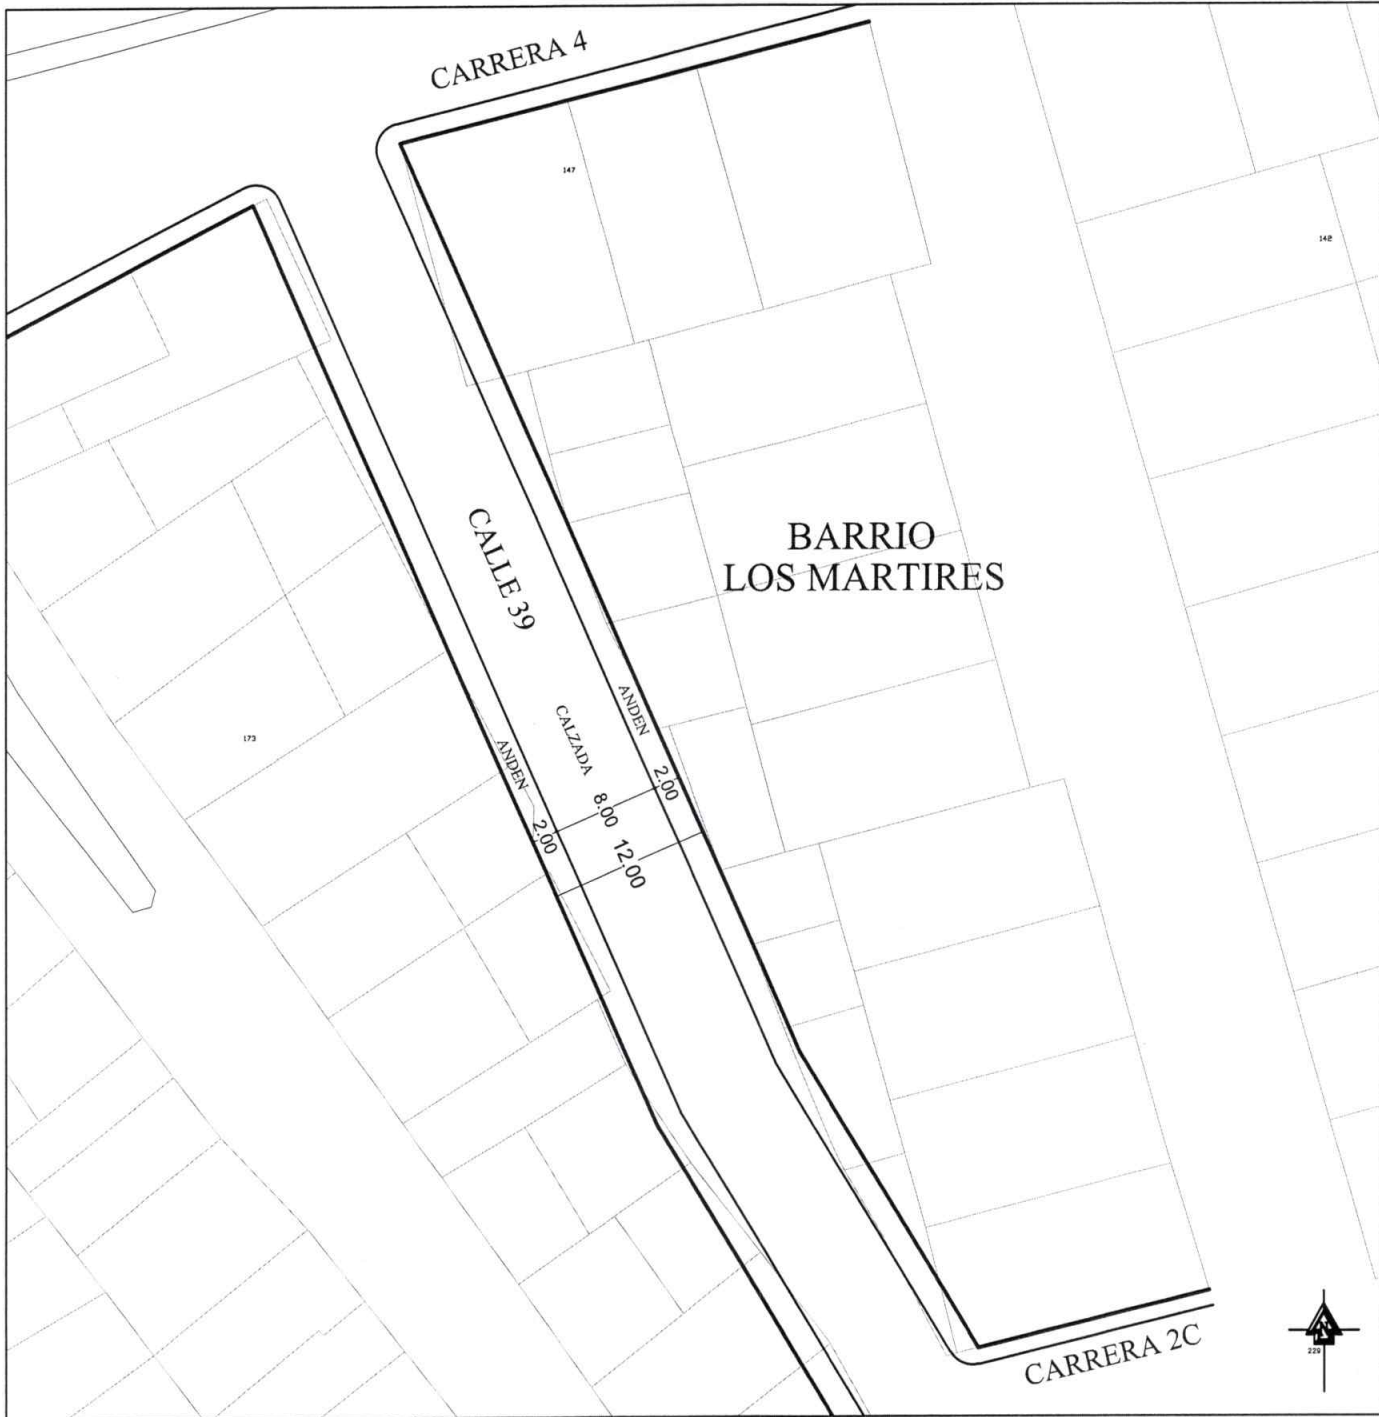 CARRERA 4
147
142
CALLE 39
BARRIO
LOS MARTIRES
ANDEN
CALZADA
173
ANDEN
2.00
8.00
2.00
12.00
N
229
CARRERA 2C